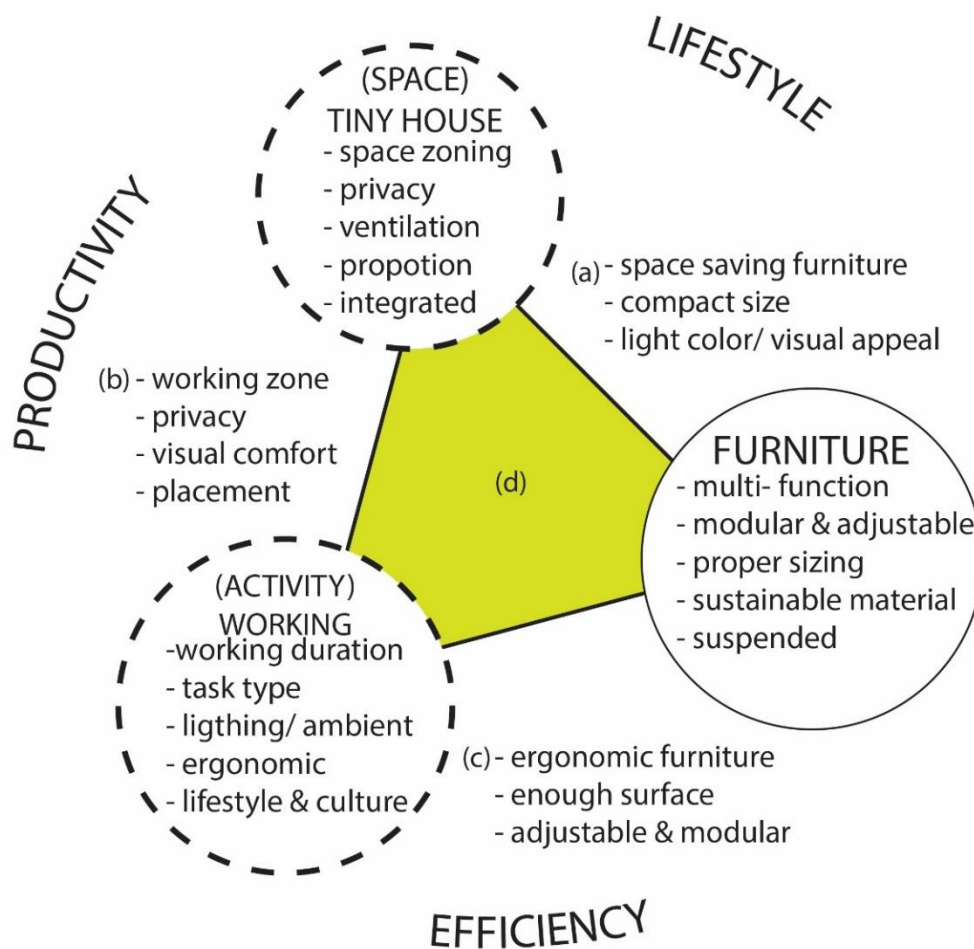 LIFESTYLE
PRODUCTIVITY
(SPACE)
TINY HOUSE
- space zoning
- privacy
- ventilation
- propotion
- integrated
(a) - space saving furniture
- compact size
- light color/ visual appeal
(b) - working zone
- privacy
- visual comfort
- placement
(d)
FURNITURE
- multi- function
- modular & adjustable
- proper sizing
- sustainable material
- suspended
(ACTIVITY)
WORKING
-working duration
- task type
- ligthing/ ambient
- ergonomic
- lifestyle & culture
(c) - ergonomic furniture
- enough surface
- adjustable & modular
EFFICIENCY